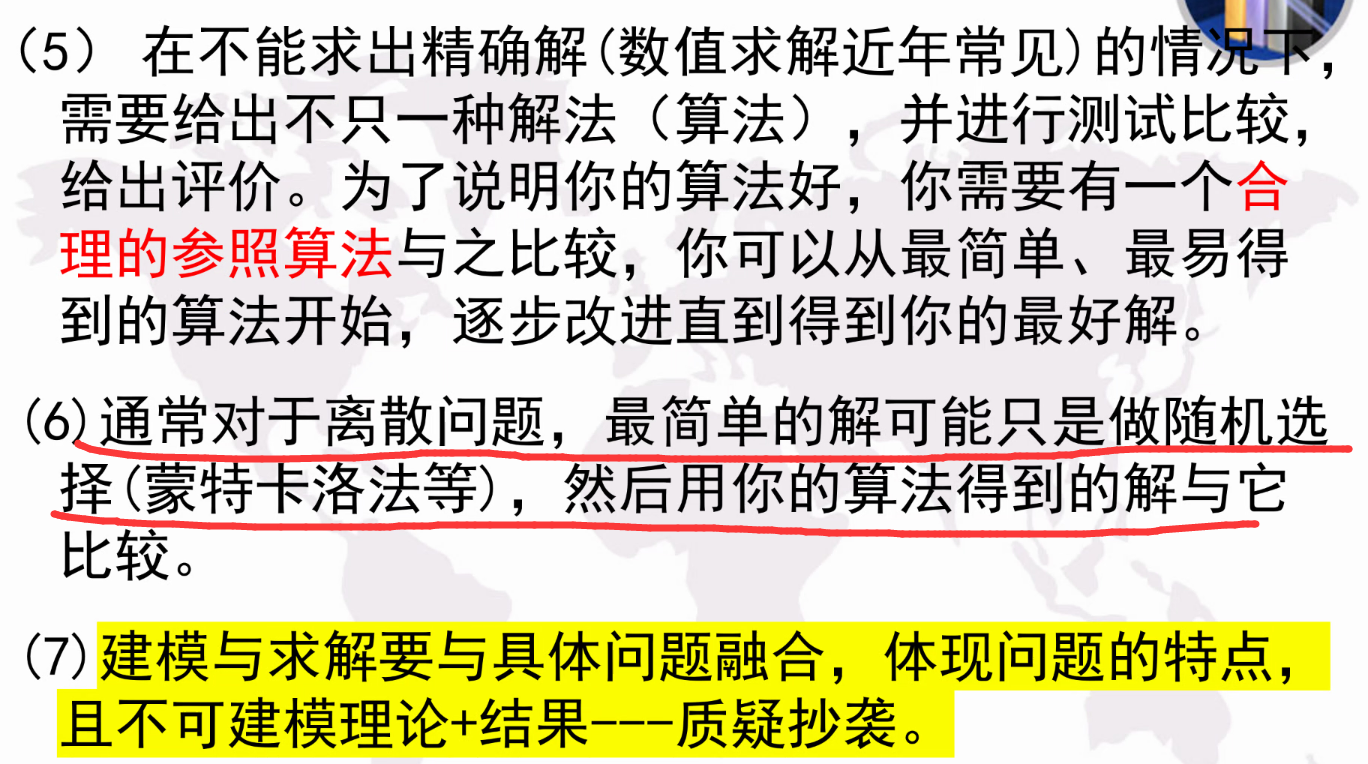 （5） 在不能求出精确解(数值求解近年常见)的情况下，
需要给出不只一种解法（算法），并进行测试比较，
给出评价。为了说明你的算法好，你需要有一个合
理的参照算法与之比较，你可以从最简单、最易得
到的算法开始，逐步改进直到得到你的最好解。
(6)通常对于离散问题，最简单的解可能只是做随机选
择(蒙特卡洛法等)，然后用你的算法得到的解与它
比较。
(7)建模与求解要与具体问题融合，体现问题的特点，
且不可建模理论+结果---质疑抄袭。